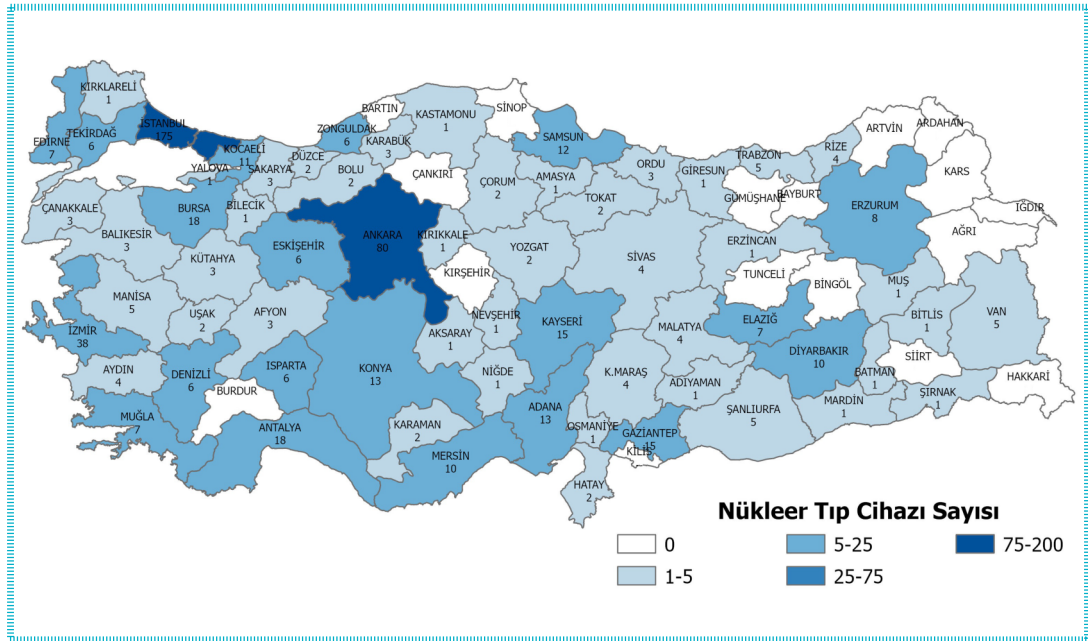 KIRKLARELİ
1
EDİRNE
7
TEKİRDAĞ
6
İSTANBUL
175
KOCAELİ
11
YALOVA
1
SAKARYA
3
DÜZCE
2
ZONGULDAK
6
BARTIN
KARABÜK
3
KASTAMONU
1
SİNOP
SAMSUN
12
BOLU
2
ÇANKIRI
ÇORUM
2
AMASYA
1
TOKAT
2
ORDU
3
GİRESUN
1
TRABZON
5
RİZE
4
ARTVİN
ARDAHAN
KARS
IĞDIR
AĞRI
GÜMÜŞHANE
BAYBURT
ERZURUM
8
ERZİNCAN
1
ÇANAKKALE
3
BALIKESİR
3
BURSA
18
BİLECİK
1
ESKİŞEHİR
6
ANKARA
80
KIRIKKALE
1
KIRŞEHİR
YOZGAT
2
SİVAS
4
TUNCELİ
BİNGÖL
MUŞ
1
BİTLİS
1
VAN
5
KÜTAHYA
3
MANİSA
5
UŞAK
2
AFYON
3
İZMİR
38
AYDIN
4
DENİZLİ
6
ISPARTA
6
BURDUR
MUĞLA
7
ANTALYA
18
KONYA
13
AKSARAY
1
NEVŞEHİR
1
KAYSERİ
15
NİĞDE
1
KARAMAN
2
MERSİN
10
ADANA
13
K.MARAŞ
4
MALATYA
4
ADIYAMAN
1
ELAZIĞ
7
DİYARBAKIR
10
BATMAN
1
SİİRT
ŞIRNAK
1
HAKKARİ
MARDİN
1
ŞANLIURFA
5
OSMANİYE
1
GAZİANTEP
15
KİLİS
HATAY
2
Nükleer Tıp Cihazı Sayısı
0
1-5
5-25
25-75
75-200